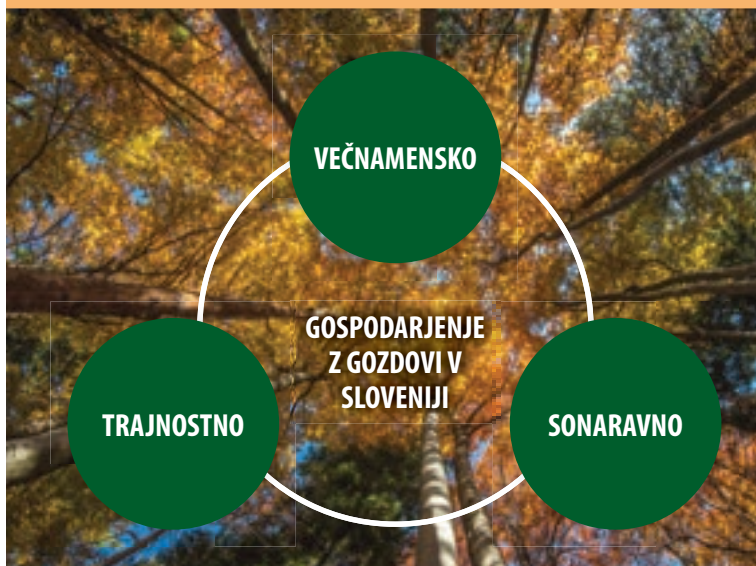 VEČNAMENSKO
GOSPODARJENJE
Z GOZDOVI V
SLOVENIJI
TRAJNOSTNO
SONARAVNO